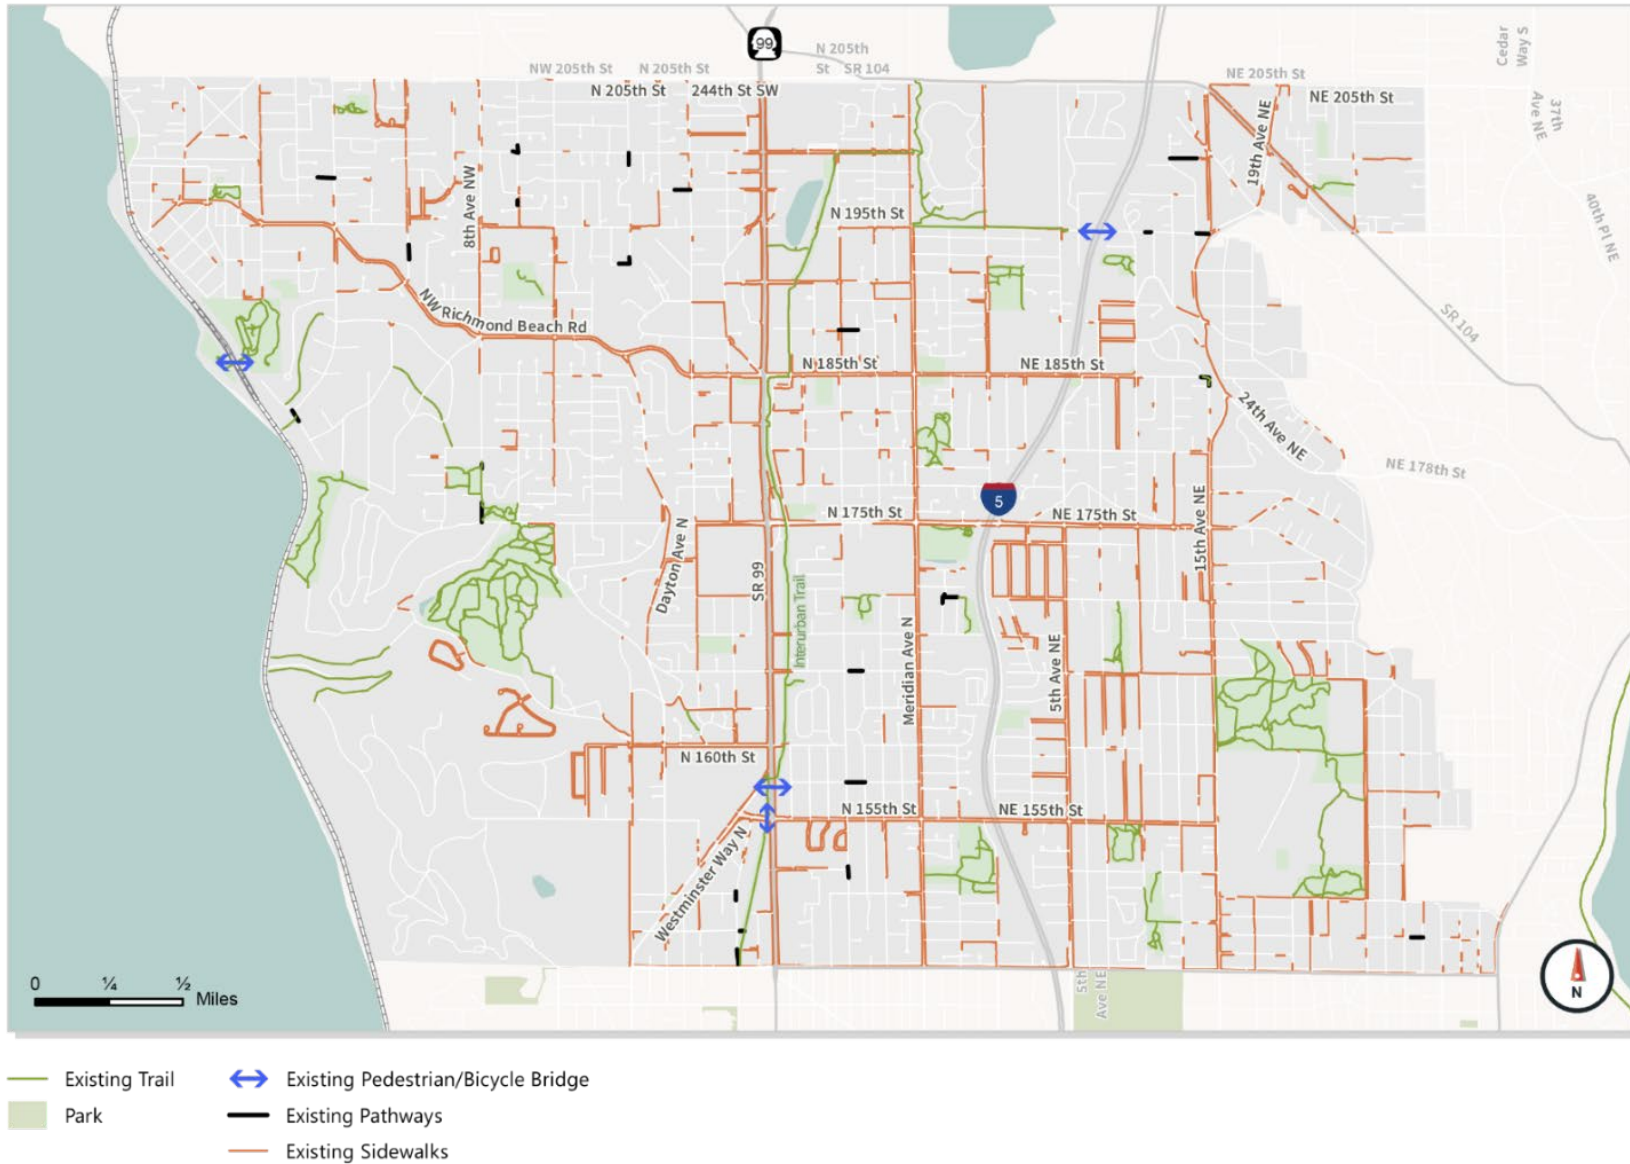 99
N 205th
St SR 104
NW 205th St
N 205th St
N 205th St
244th St SW
NE 205th St
NE 205th St
Cedar
Way S
37th
Ave NE
19th Ave NE
8th Ave NW
N 195th St
40th Pl NE
SR 104
NW Richmond Beach Rd
N 185th St
NE 185th St
24th Ave NE
NE 178th St
5
N 175th St
NE 175th St
15th Ave NE
Dayton Ave N
SR 99
Interurban Trail
Meridian Ave N
5th Ave NE
N 160th St
N 155th St
NE 155th St
Westminster Way N
5th
Ave NE
0 ¼ ½ Miles
N
Existing Trail
Park
Existing Pedestrian/Bicycle Bridge
Existing Pathways
Existing Sidewalks